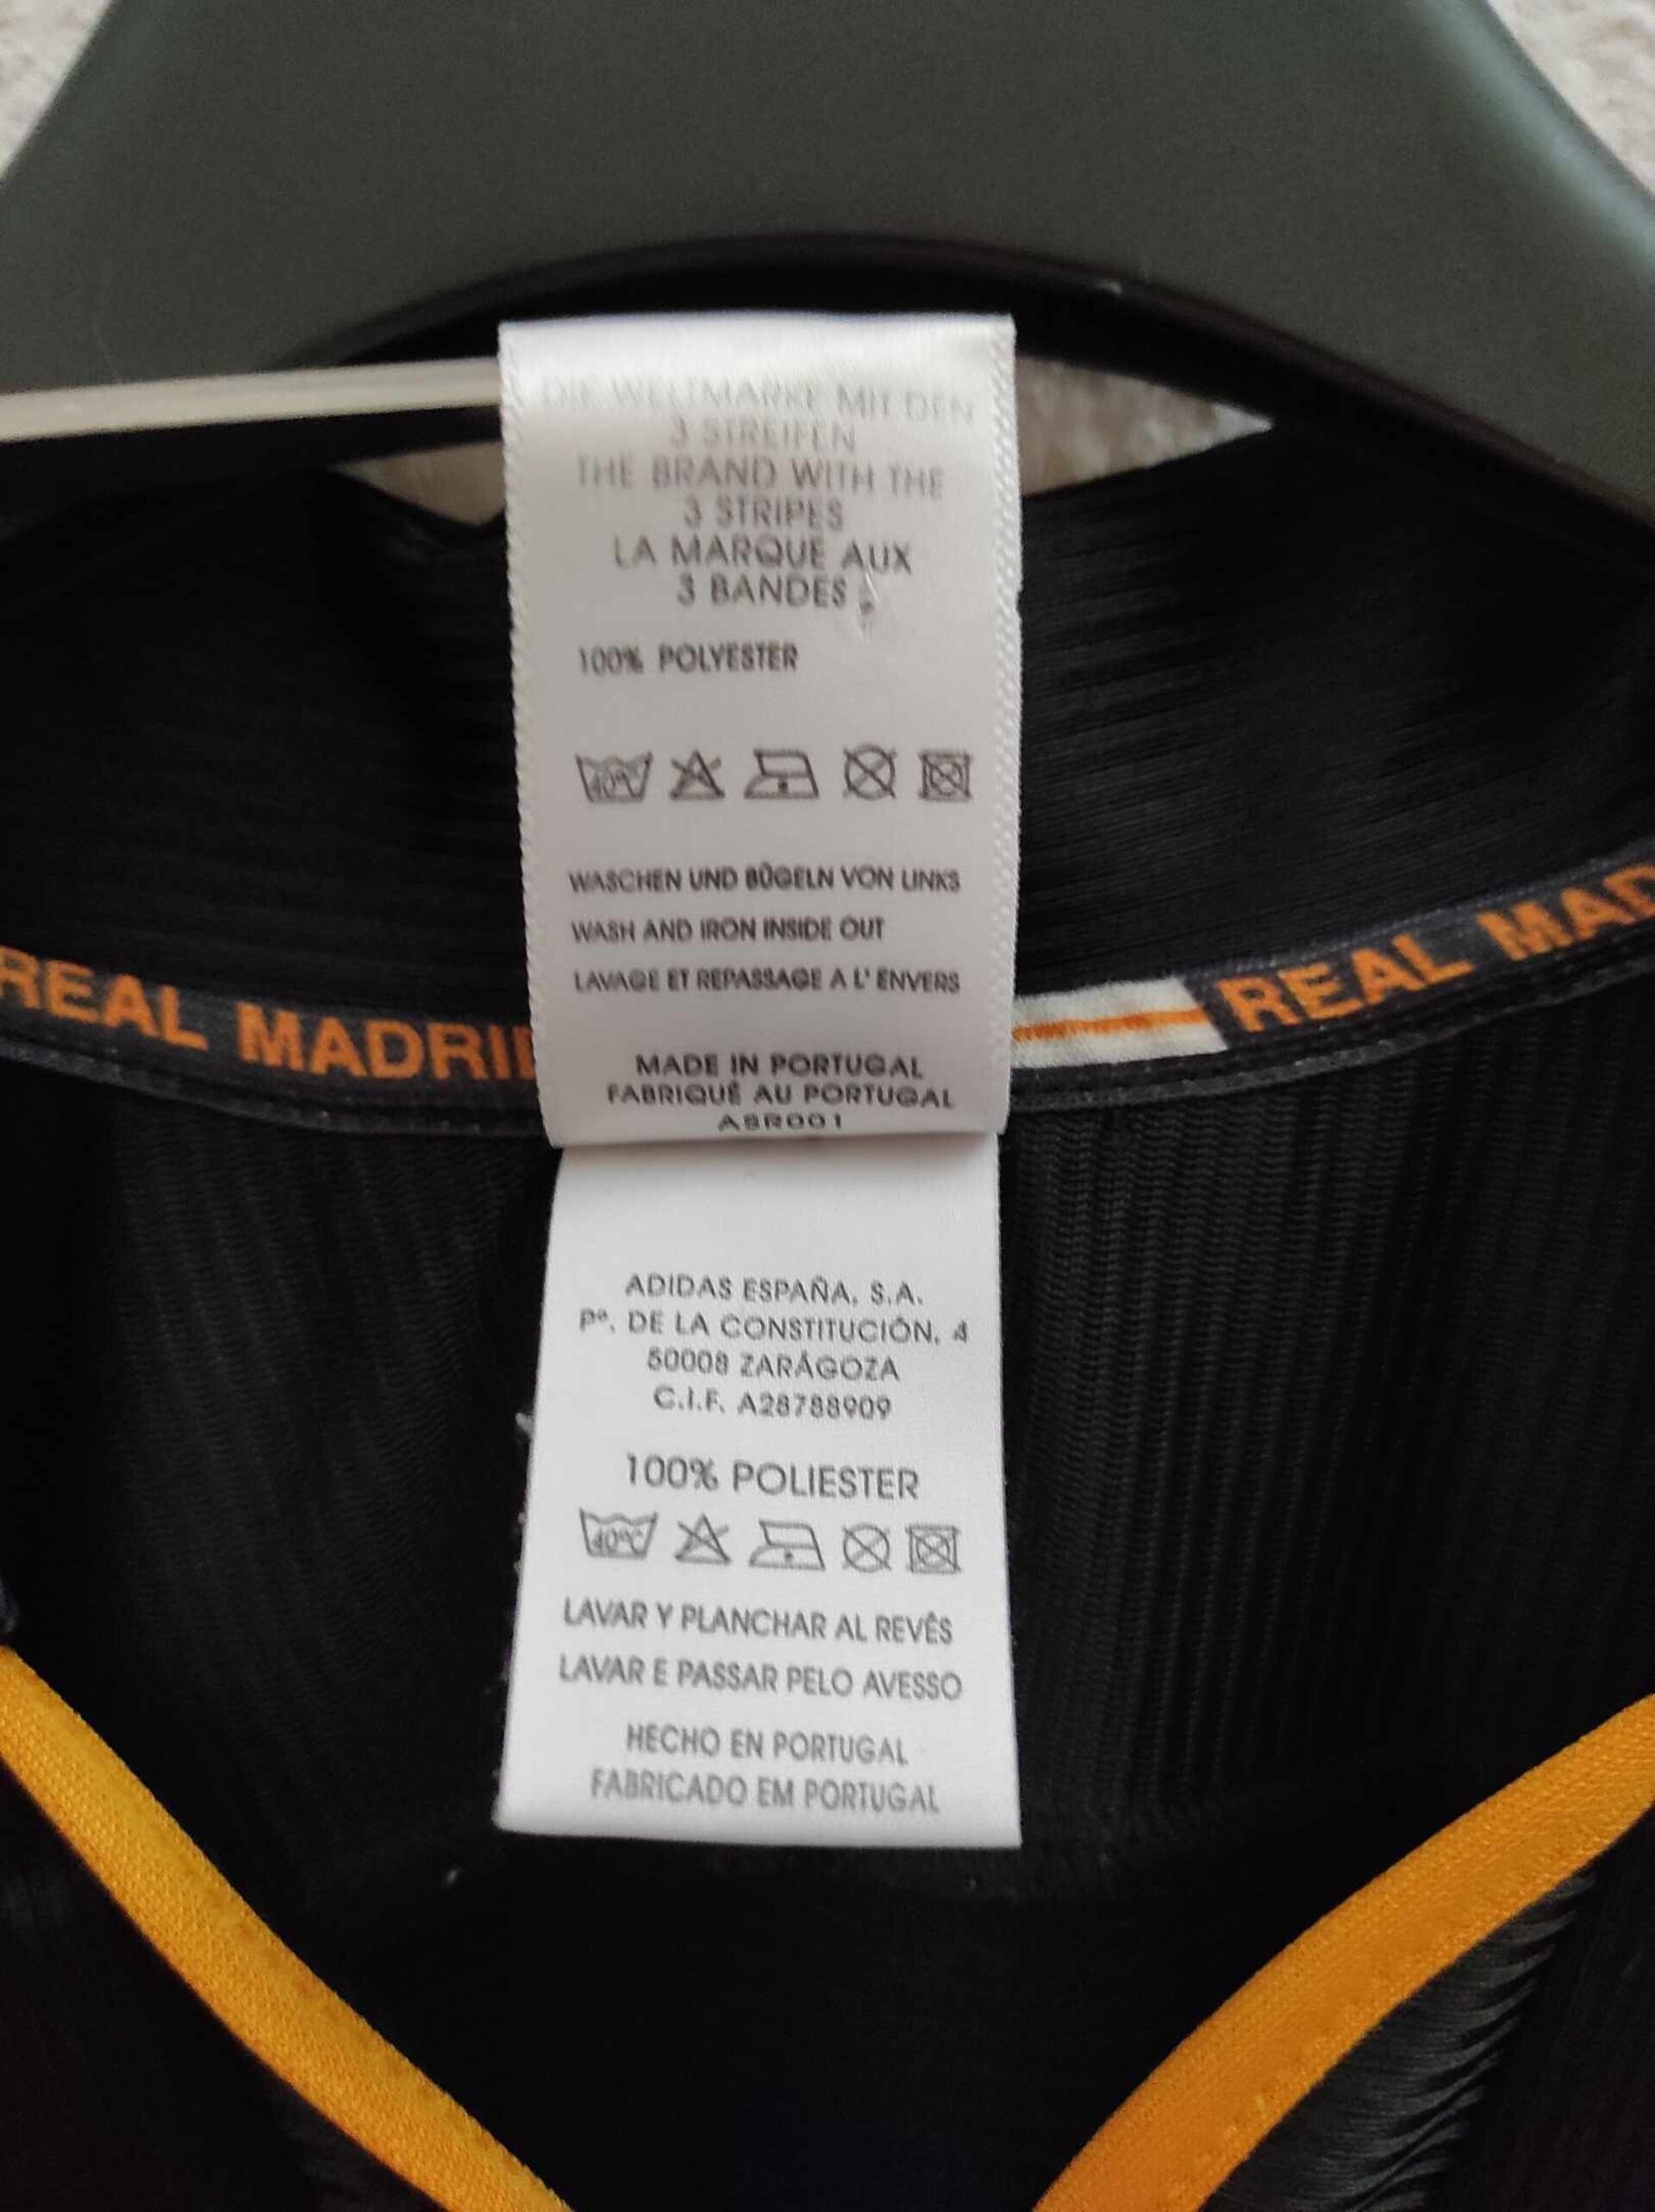 DIE WELTMARKE MIT DEN
3 STREIFEN
THE BRAND WITH THE
3 STRIPES
LA MARQUE AUX
3 BANDES
100% POLYESTER
40°C
WASCHEN UND BÜGELN VON LINKS
WASH AND IRON INSIDE OUT
LAVAGE ET REPASSAGE A L' ENVERS
MADE IN PORTUGAL
FABRIQUÉ AU PORTUGAL
ASR001
REAL MADRI
REAL MAD
ADIDAS ESPAÑA, S.A.
Pº. DE LA CONSTITUCIÓN, 4
50008 ZARÁGOZA
C.I.F. A28788909
100% POLIESTER
40°C
LAVAR Y PLANCHAR AL REVÉS
LAVAR E PASSAR PELO AVESSO
HECHO EN PORTUGAL
FABRICADO EM PORTUGAL